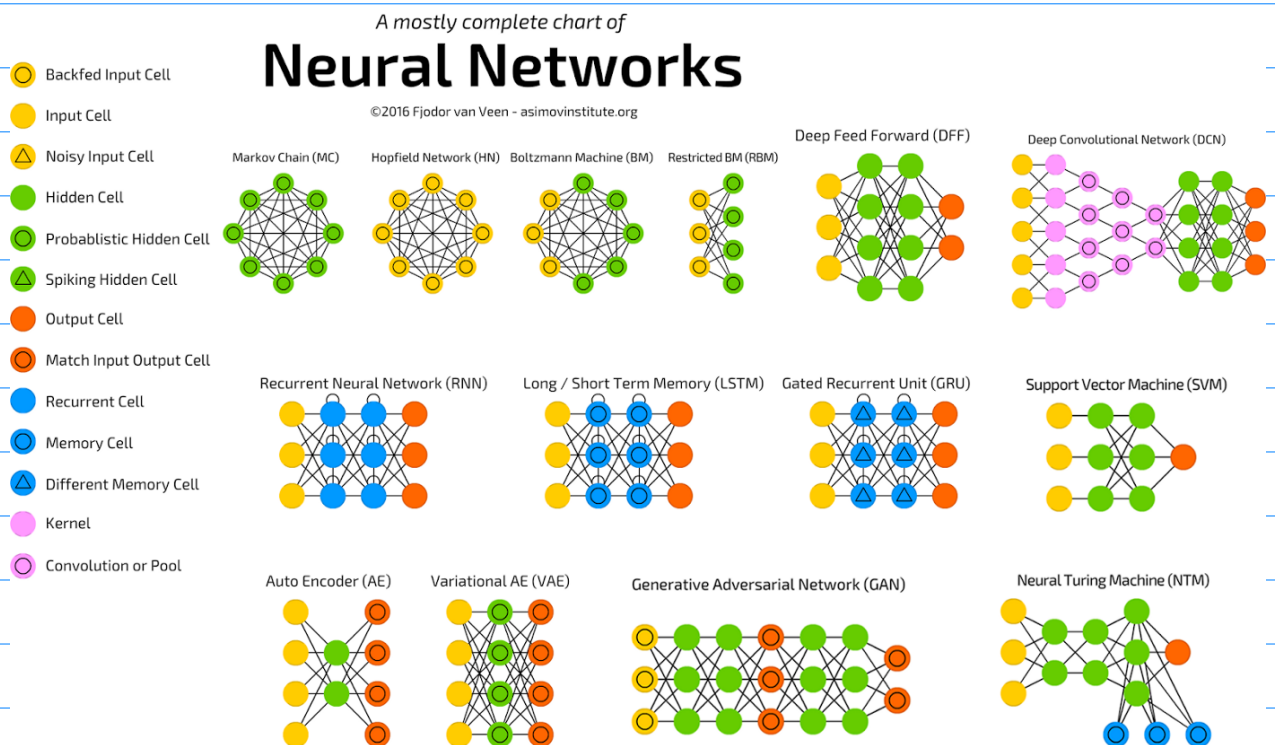 A mostly complete chart of
Neural Networks
©2016 Fjodor van Veen - asimovinstitute.org
Backfed Input Cell
Input Cell
Noisy Input Cell
Hidden Cell
Probablistic Hidden Cell
Spiking Hidden Cell
Output Cell
Match Input Output Cell
Recurrent Cell
Memory Cell
Different Memory Cell
Kernel
Convolution or Pool
Markov Chain (MC)
Hopfield Network (HN)
Boltzmann Machine (BM)
Restricted BM (RBM)
Deep Feed Forward (DFF)
Deep Convolutional Network (DCN)
Recurrent Neural Network (RNN)
Long / Short Term Memory (LSTM)
Gated Recurrent Unit (GRU)
Support Vector Machine (SVM)
Auto Encoder (AE)
Variational AE (VAE)
Generative Adversarial Network (GAN)
Neural Turing Machine (NTM)